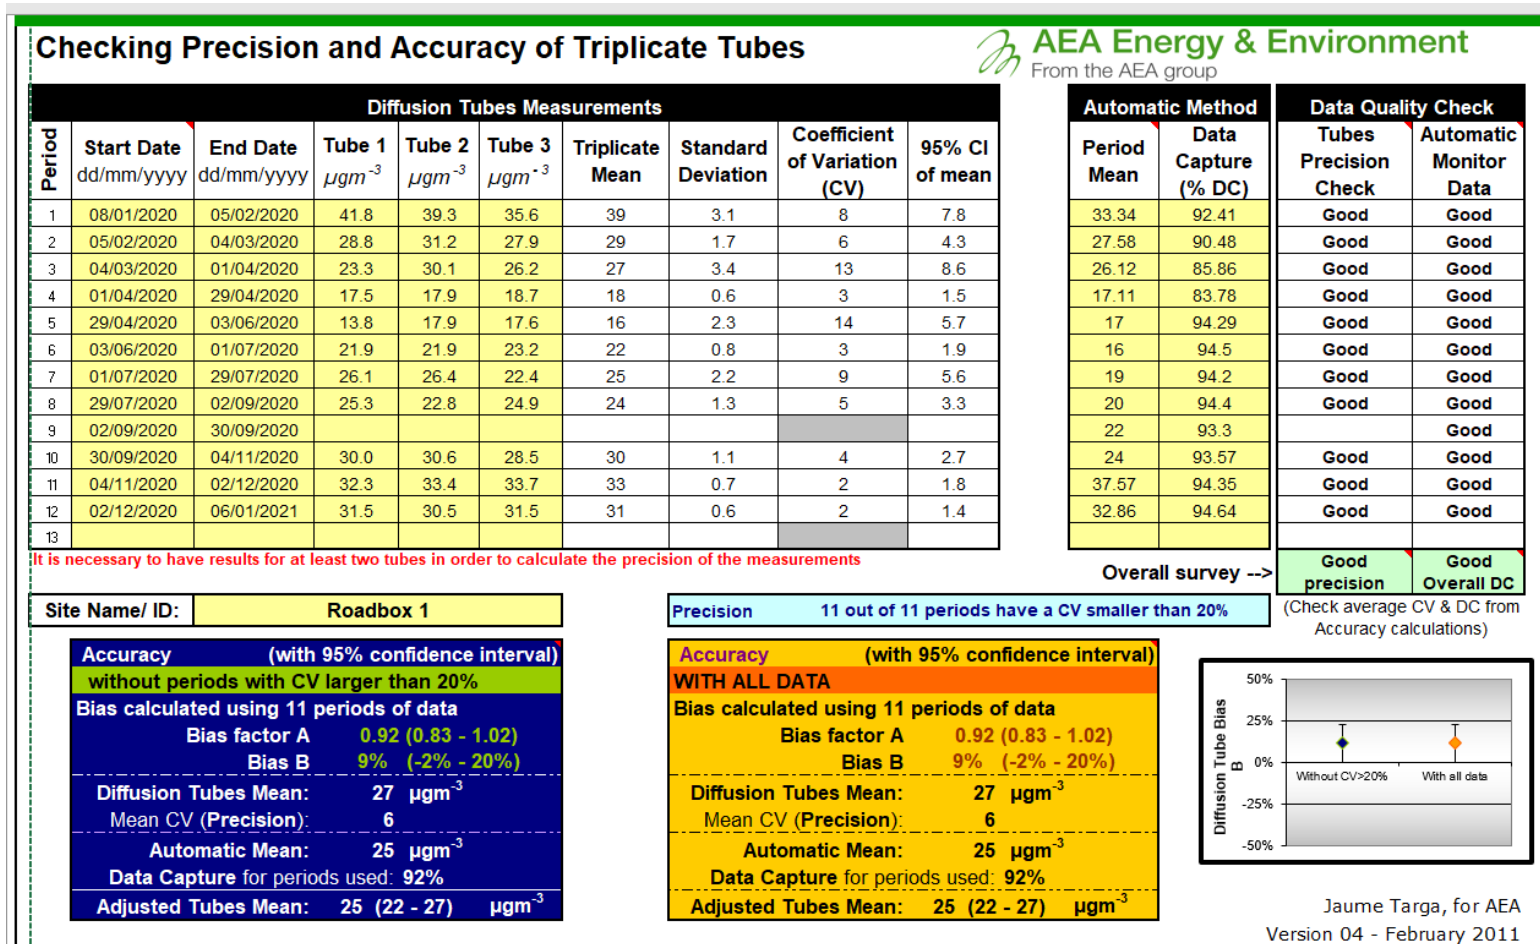 Checking Precision and Accuracy of Triplicate Tubes
AEA Energy & Environment
From the AEA group
Diffusion Tubes Measurements Automatic Method Data Quality Check
Period Start Date dd/mm/yyyy End Date dd/mm/yyyy Tube 1 µgm-3 Tube 2 µgm-3 Tube 3 µgm-3 Triplicate Mean Standard Deviation Coefficient of Variation (CV) 95% CI of mean Period Mean Data Capture (% DC) Tubes Precision Check Automatic Monitor Data
1 08/01/2020 05/02/2020 41.8 39.3 35.6 39 3.1 8 7.8 33.34 92.41 Good Good
2 05/02/2020 04/03/2020 28.8 31.2 27.9 29 1.7 6 4.3 27.58 90.48 Good Good
3 04/03/2020 01/04/2020 23.3 30.1 26.2 27 3.4 13 8.6 26.12 85.86 Good Good
4 01/04/2020 29/04/2020 17.5 17.9 18.7 18 0.6 3 1.5 17.11 83.78 Good Good
5 29/04/2020 03/06/2020 13.8 17.9 17.6 16 2.3 14 5.7 17 94.29 Good Good
6 03/06/2020 01/07/2020 21.9 21.9 23.2 22 0.8 3 1.9 16 94.5 Good Good
7 01/07/2020 29/07/2020 26.1 26.4 22.4 25 2.2 9 5.6 19 94.2 Good Good
8 29/07/2020 02/09/2020 25.3 22.8 24.9 24 1.3 5 3.3 20 94.4 Good Good
9 02/09/2020 30/09/2020 22 93.3 Good
10 30/09/2020 04/11/2020 30.0 30.6 28.5 30 1.1 4 2.7 24 93.57 Good Good
11 04/11/2020 02/12/2020 32.3 33.4 33.7 33 0.7 2 1.8 37.57 94.35 Good Good
12 02/12/2020 06/01/2021 31.5 30.5 31.5 31 0.6 2 1.4 32.86 94.64 Good Good
13
It is necessary to have results for at least two tubes in order to calculate the precision of the measurements
Overall survey --> Good precision Good Overall DC
(Check average CV & DC from
Accuracy calculations)
Site Name/ ID: Roadbox 1
Precision 11 out of 11 periods have a CV smaller than 20%
Accuracy (with 95% confidence interval)
without periods with CV larger than 20%
Bias calculated using 11 periods of data
Bias factor A 0.92 (0.83 - 1.02)
Bias B 9% (-2% - 20%)
Diffusion Tubes Mean: 27 µgm-3
Mean CV (Precision): 6
Automatic Mean: 25 µgm-3
Data Capture for periods used: 92%
Adjusted Tubes Mean: 25 (22 - 27) µgm-3
Accuracy (with 95% confidence interval)
WITH ALL DATA
Bias calculated using 11 periods of data
Bias factor A 0.92 (0.83 - 1.02)
Bias B 9% (-2% - 20%)
Diffusion Tubes Mean: 27 µgm-3
Mean CV (Precision): 6
Automatic Mean: 25 µgm-3
Data Capture for periods used: 92%
Adjusted Tubes Mean: 25 (22 - 27) µgm-3
Diffusion Tube Bias B
50%
25%
0%
-25%
-50%
Without CV>20% With all data
Jaume Targa, for AEA
Version 04 - February 2011